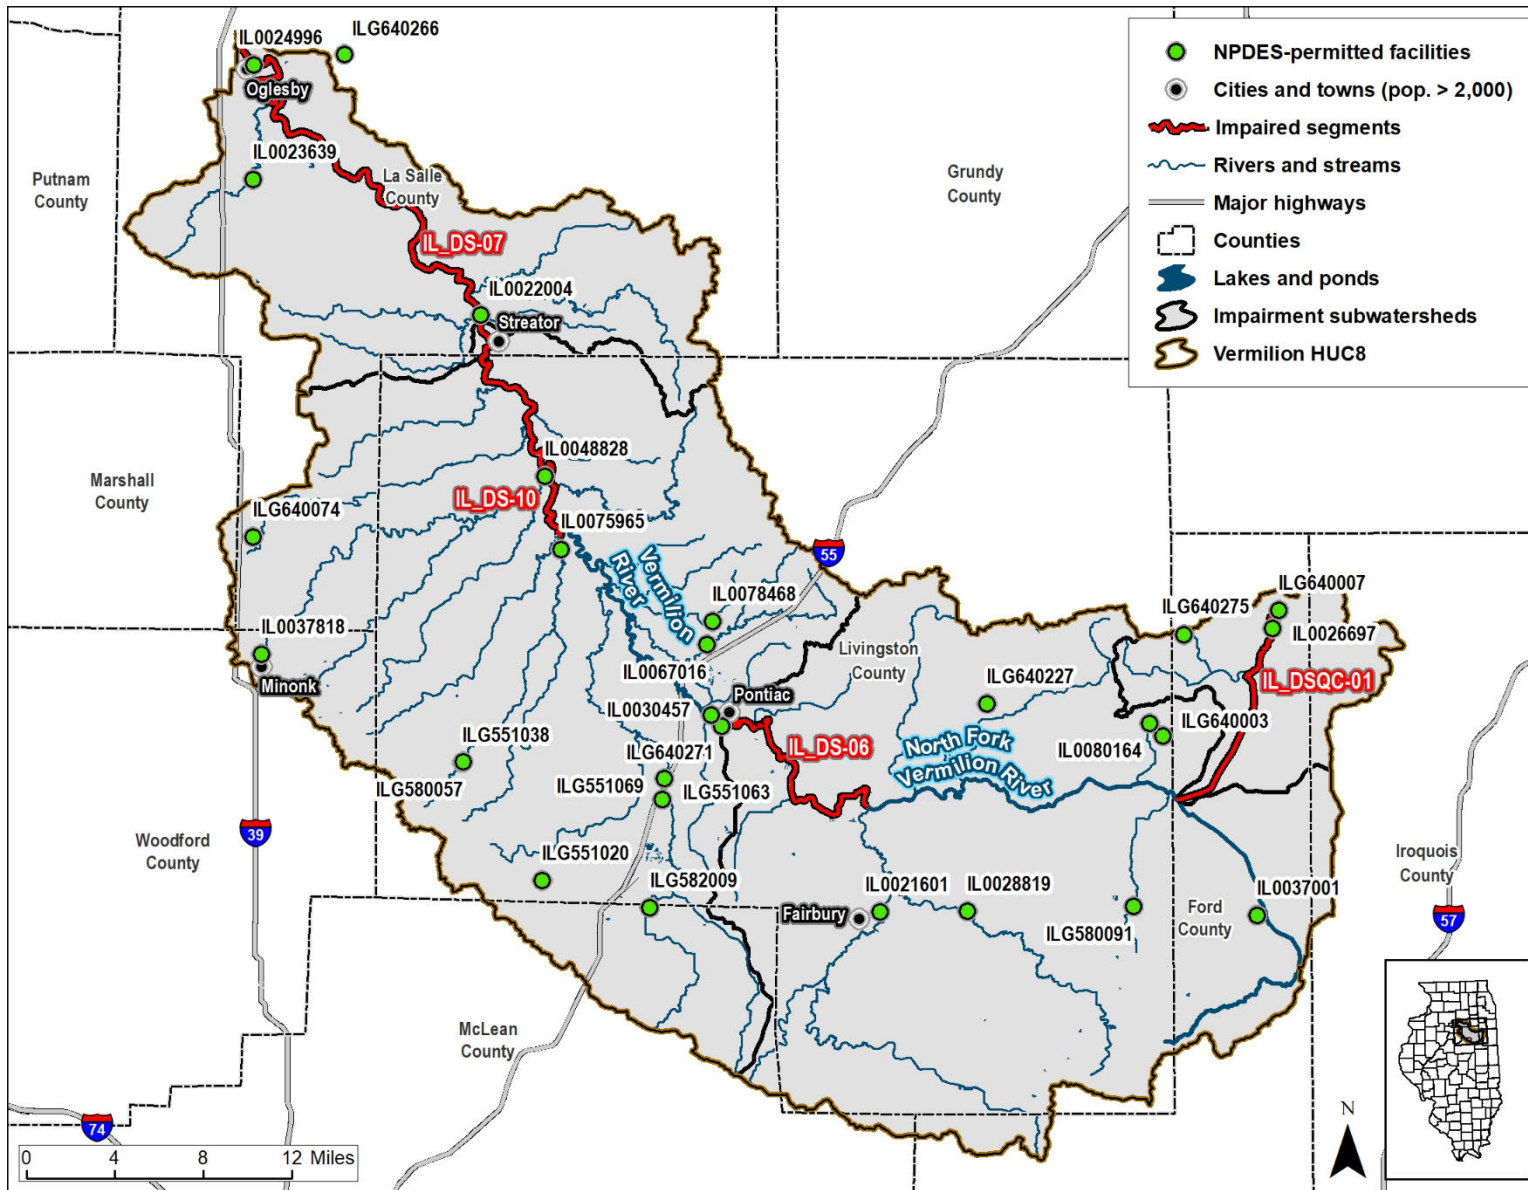 IL0024996
ILG640266
Oglesby
IL0023639
Putnam
County
La Salle
County
Grundy
County
IL_DS-07
IL0022004
Streator
NPDES-permitted facilities
Cities and towns (pop. > 2,000)
Impaired segments
Rivers and streams
Major highways
Counties
Lakes and ponds
Impairment subwatersheds
Vermilion HUC8
Marshall
County
IL0048828
IL_DS-10
ILG640074
IL0075965
55
Vermilion
River
IL0078468
ILG640007
ILG640275
IL0026697
IL0037818
Minonk
IL0067016
Livingston
County
ILG640227
IL_DSQC-01
Pontiac
IL0030457
ILG640003
IL0080164
IL_DS-06
North Fork
Vermilion River
ILG551038
ILG640271
ILG580057
ILG551069
ILG551063
39
Woodford
County
ILG551020
Iroquois
County
ILG582009
IL0021601
IL0028819
IL0037001
Fairbury
ILG580091
Ford
County
57
McLean
County
74
N
0 4 8 12 Miles